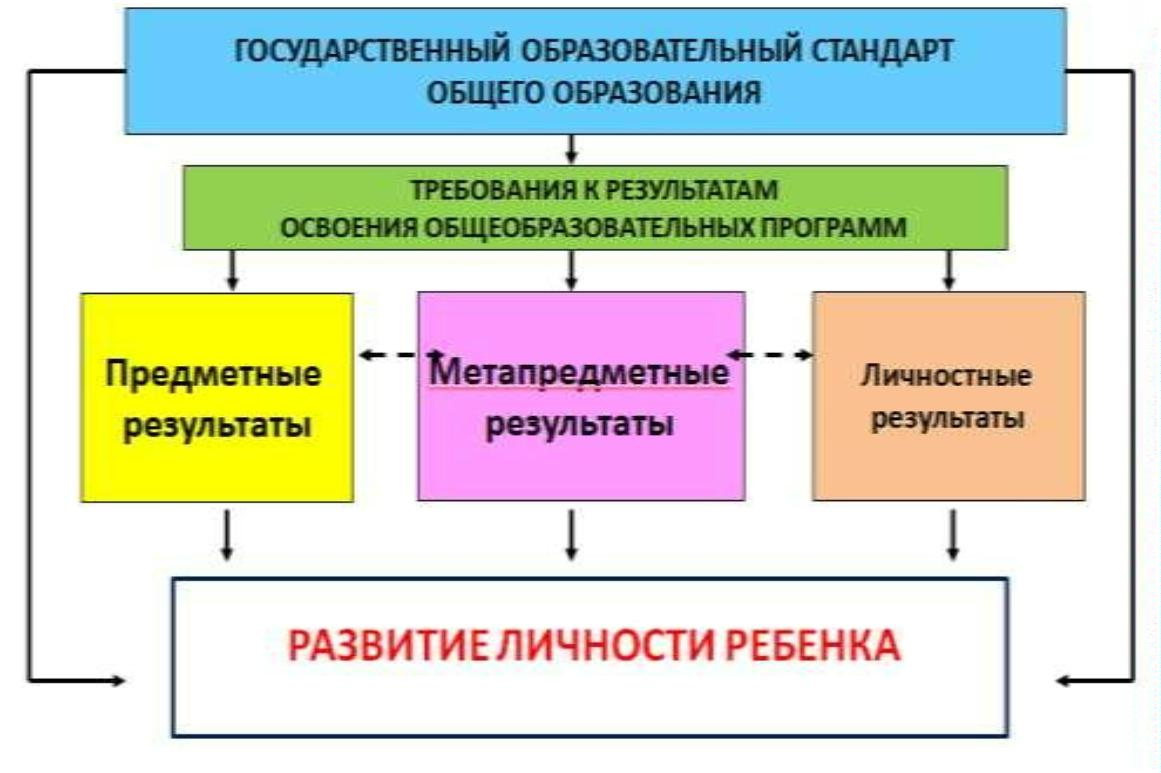 ГОСУДАРСТВЕННЫЙ ОБРАЗОВАТЕЛЬНЫЙ СТАНДАРТ
ОБЩЕГО ОБРАЗОВАНИЯ
ТРЕБОВАНИЯ К РЕЗУЛЬТАТАМ
ОСВОЕНИЯ ОБЩЕОБРАЗОВАТЕЛЬНЫХ ПРОГРАММ
Предметные
результаты
Метапредметные
результаты
Личностные
результаты
РАЗВИТИЕ ЛИЧНОСТИ РЕБЕНКА